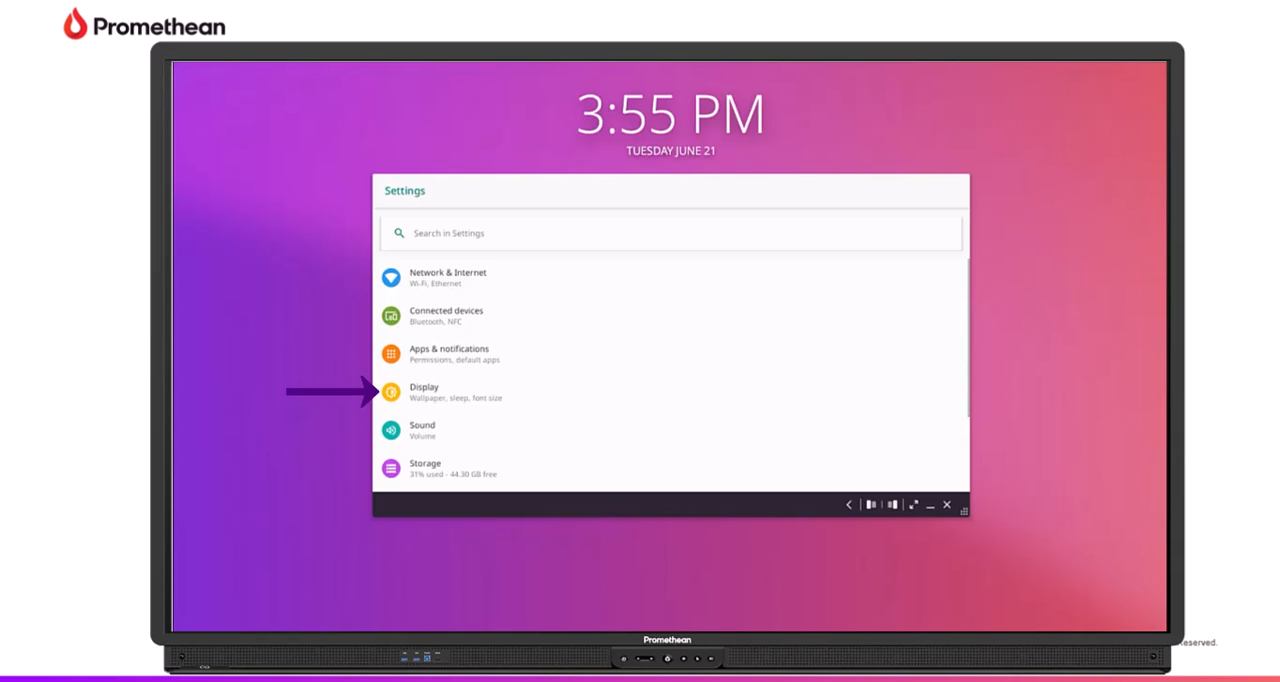 Promethean
3:55 PM
TUESDAY JUNE 21
Settings
Search in Settings
Network & Internet
Wi-Fi, Ethernet
Connected devices
Bluetooth, NFC
Apps & notifications
Permissions, default apps
Display
Wallpaper, sleep, font size
Sound
Volume
Storage
31% used - 44.30 GB free
Promethean
Reserved.